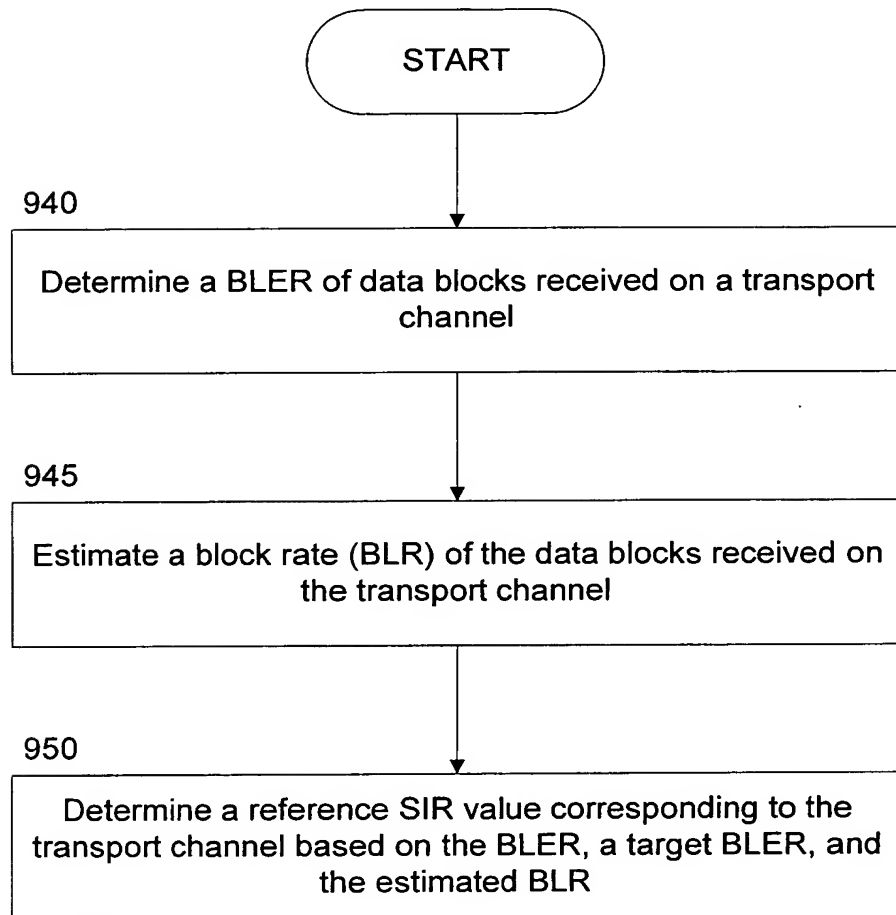 START
940
Determine a BLER of data blocks received on a transport
channel
945
Estimate a block rate (BLR) of the data blocks received on
the transport channel
950
Determine a reference SIR value corresponding to the
transport channel based on the BLER, a target BLER, and
the estimated BLR